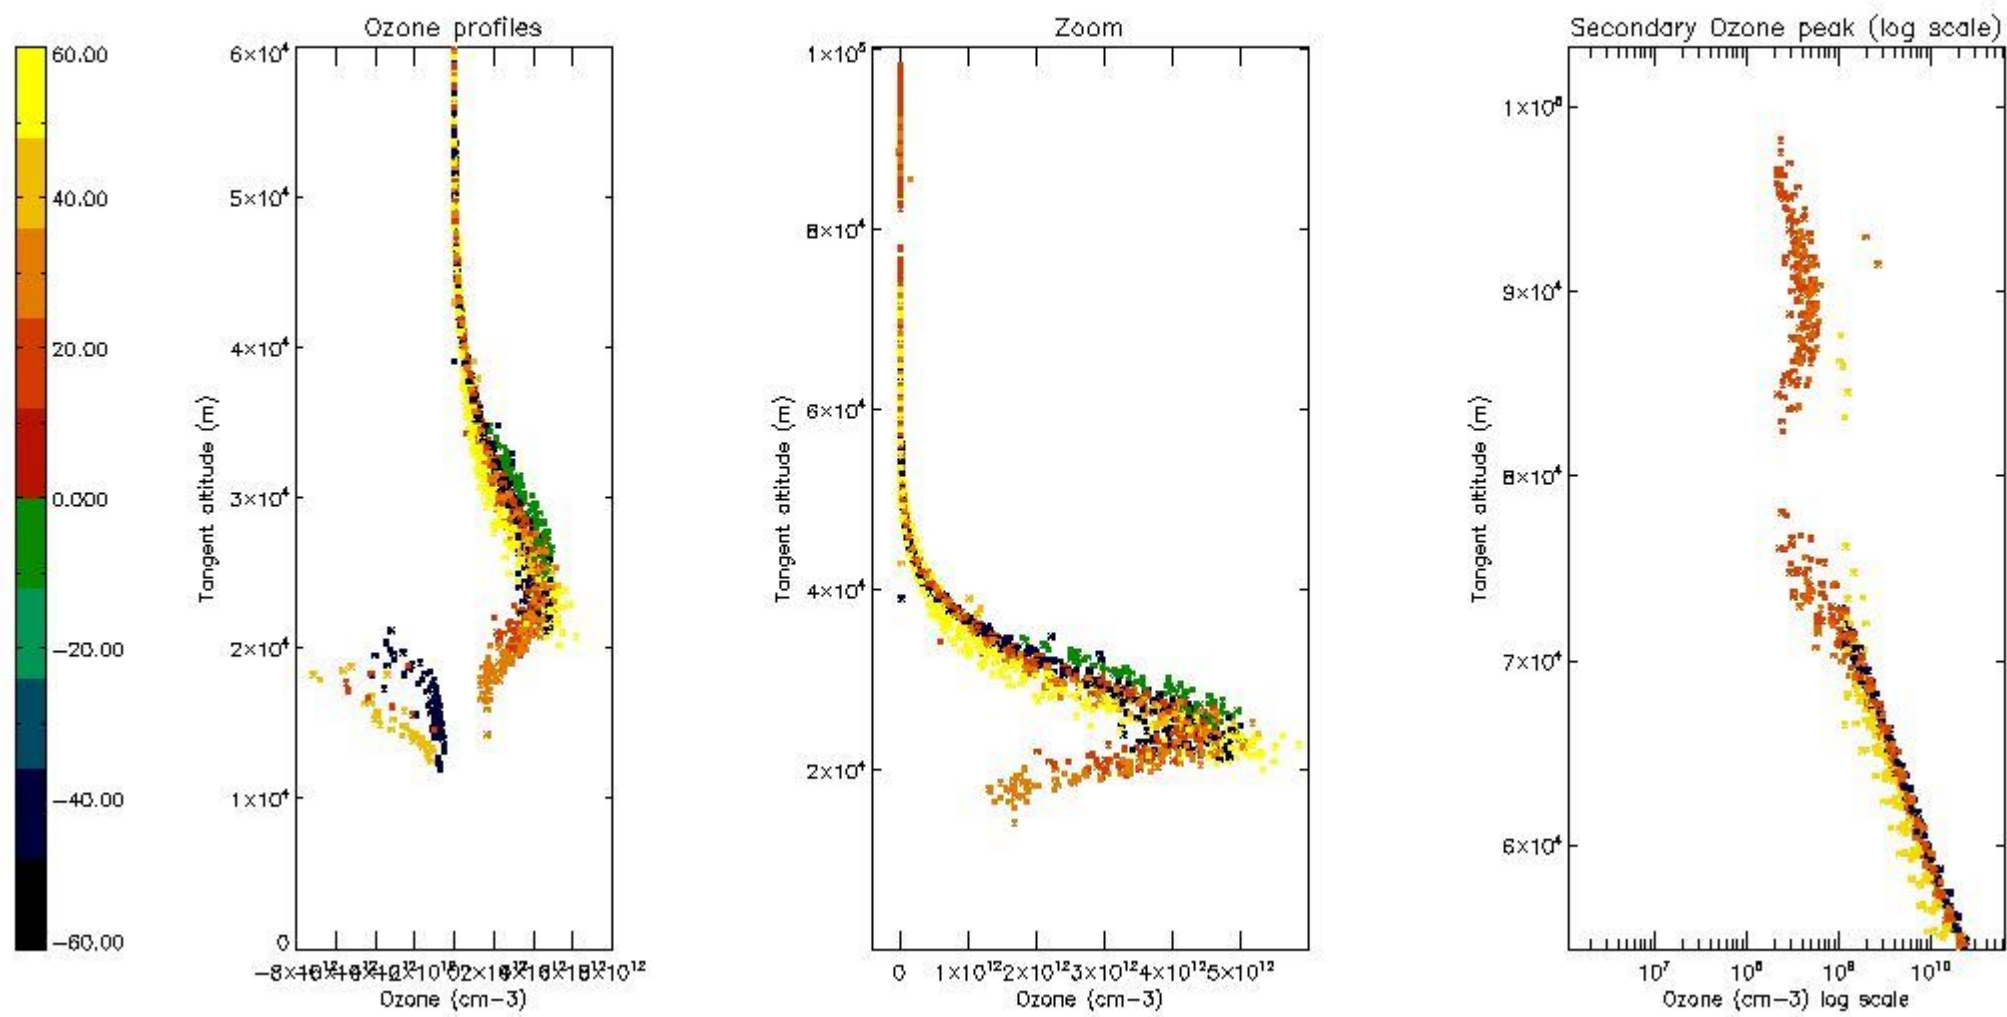 Ozone profiles
Zoom
Secondary Ozone peak (log scale)
60.00
40.00
20.00
0.000
−20.00
−40.00
−60.00
6×10⁴
5×10⁴
4×10⁴
3×10⁴
2×10⁴
1×10⁴
0
Tangent altitude (m)
Ozone (cm−3)
1×10⁵
8×10⁴
6×10⁴
4×10⁴
2×10⁴
Tangent altitude (m)
0 1×10¹² 2×10¹² 3×10¹² 4×10¹² 5×10¹²
Ozone (cm−3)
9×10⁴
8×10⁴
7×10⁴
6×10⁴
Tangent altitude (m)
10⁷ 10⁸ 10⁹ 10¹⁰
Ozone (cm−3) log scale